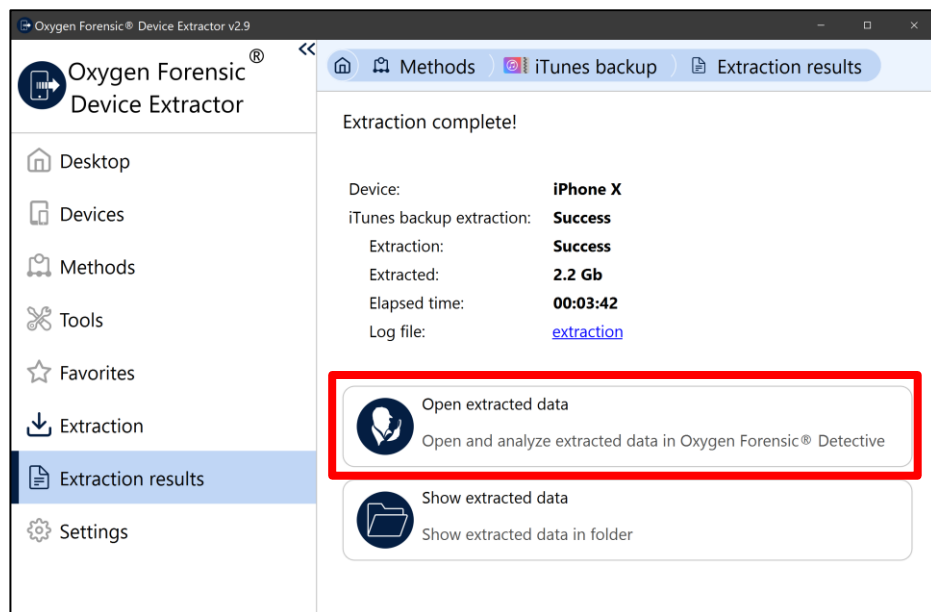 Oxygen Forensic® Device Extractor v2.9
Oxygen Forensic®
Device Extractor
Desktop
Devices
Methods
Tools
Favorites
Extraction
Extraction results
Settings
Methods iTunes backup Extraction results
Extraction complete!
Device: iPhone X
iTunes backup extraction: Success
Extraction: Success
Extracted: 2.2 Gb
Elapsed time: 00:03:42
Log file: extraction
Open extracted data
Open and analyze extracted data in Oxygen Forensic® Detective
Show extracted data
Show extracted data in folder